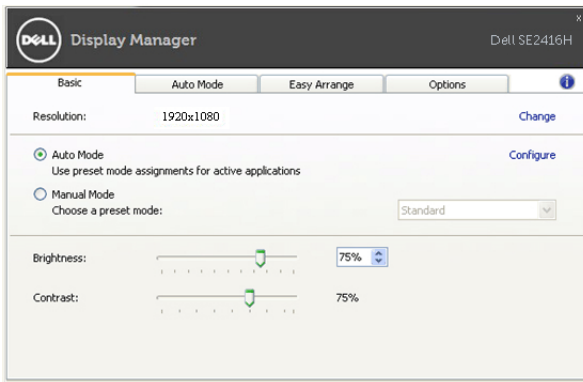 x
DELL Display Manager Dell SE2416H
Basic Auto Mode Easy Arrange Options i
Resolution: 1920x1080 Change
Auto Mode Configure
Use preset mode assignments for active applications
Manual Mode
Choose a preset mode: Standard
Brightness: 75%
Contrast: 75%